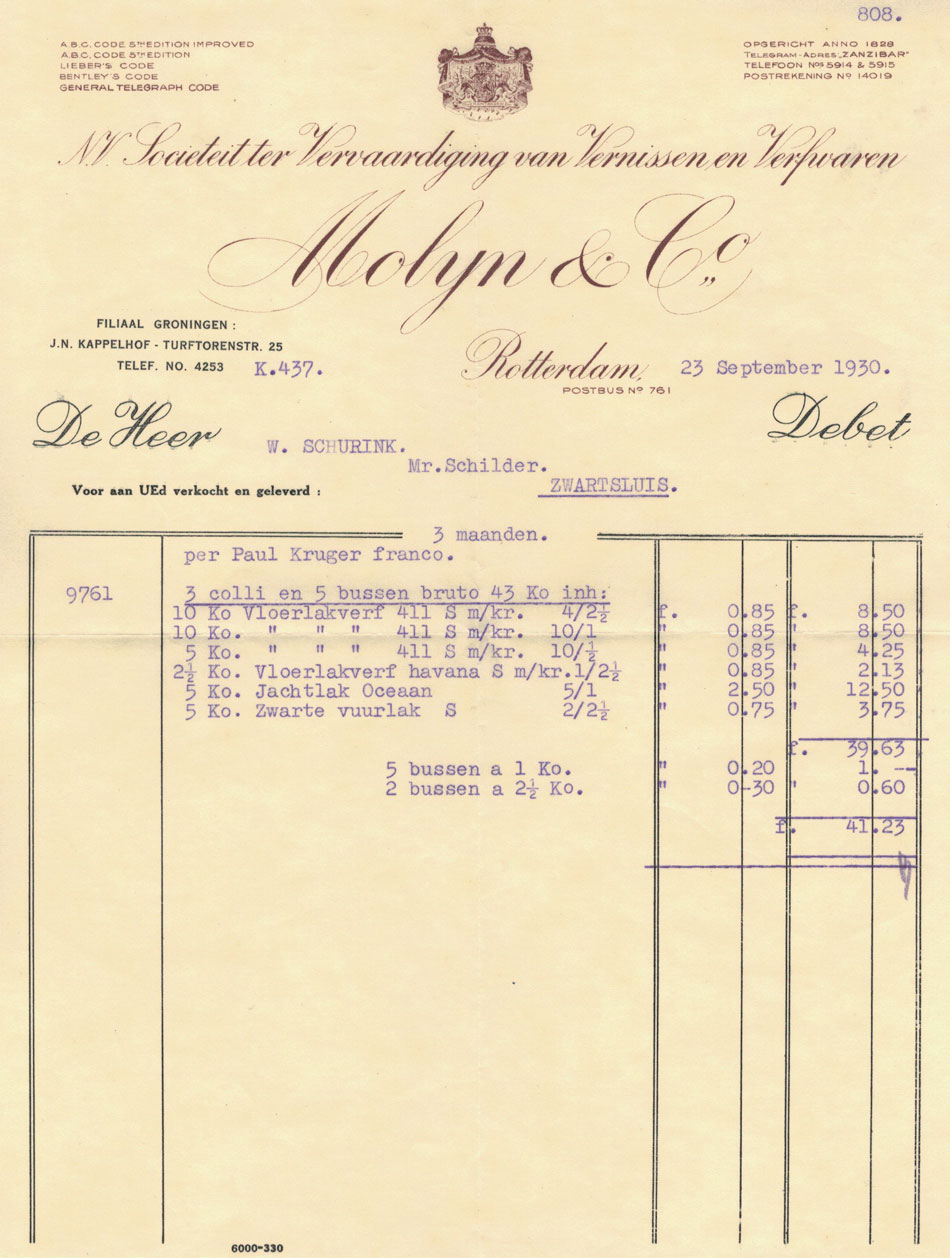 808.
A.B.C. CODE 5TH EDITION IMPROVED
A.B.C. CODE 5TH EDITION
LIEBER'S CODE
BENTLEY'S CODE
GENERAL TELEGRAPH CODE
OPGERICHT ANNO 1828
TELEGRAM-ADRES „ZANZIBAR"
TELEFOON Nos 5914 & 5915
POSTREKENING No 14019
N.V. Societeit ter Vervaardiging van Vernissen en Verfwaren
Molyn & Co.
FILIAAL GRONINGEN :
J.N. KAPPELHOF - TURFTORENSTR. 25
TELEF. NO. 4253 K.437.
Rotterdam, 23 September 1930.
POSTBUS No 761
De Heer Debet
W. SCHURINK.
Mr.Schilder.
ZWARTSLUIS.
Voor aan UEd verkocht en geleverd :
3 maanden.
per Paul Kruger franco.
9761 3 colli en 5 bussen bruto 43 Ko inh:
10 Ko Vloerlakverf 411 S m/kr. 4/2½ f. 0.85 f. 8.50
10 Ko. " " " 411 S m/kr. 10/1 " 0.85 " 8.50
5 Ko. " " " 411 S m/kr. 10/½ " 0.85 " 4.25
2½ Ko. Vloerlakverf havana S m/kr.1/2½ " 0.85 " 2.13
5 Ko. Jachtlak Oceaan 5/1 " 2.50 " 12.50
5 Ko. Zwarte vuurlak S 2/2½ " 0.75 " 3.75
f. 39.63
5 bussen a 1 Ko. " 0.20 " 1. --
2 bussen a 2½ Ko. " 0-30 " 0.60
f. 41.23
6000-330